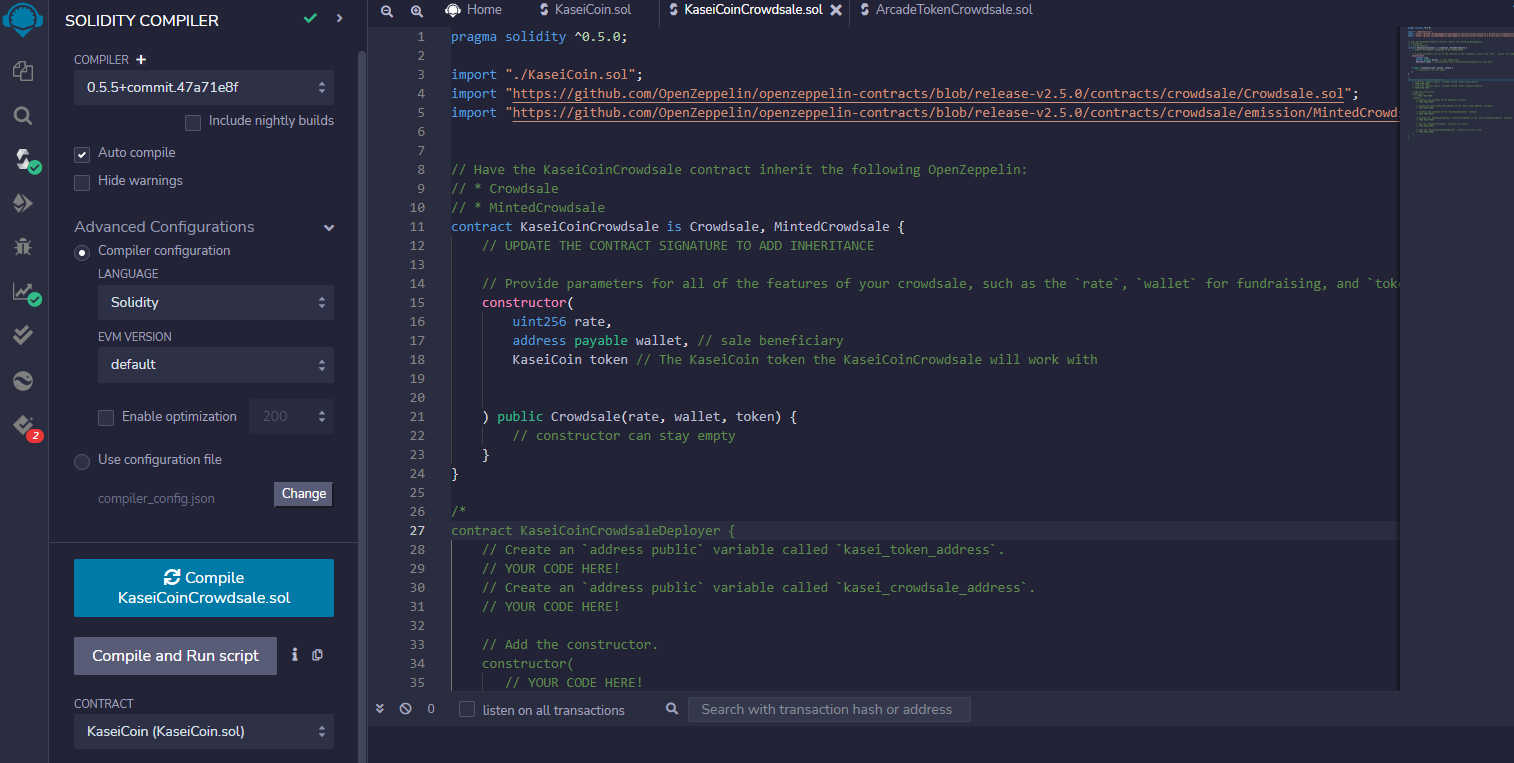 SOLIDITY COMPILER
COMPILER +
0.5.5+commit.47a71e8f
Include nightly builds
Auto compile
Hide warnings
Advanced Configurations
Compiler configuration
LANGUAGE
Solidity
EVM VERSION
default
Enable optimization 200
Use configuration file
compiler_config.json Change
Compile
KaseiCoinCrowdsale.sol
Compile and Run script
CONTRACT
KaseiCoin (KaseiCoin.sol)
2
Home KaseiCoin.sol KaseiCoinCrowdsale.sol ArcadeTokenCrowdsale.sol
1 pragma solidity ^0.5.0;
2
3 import "./KaseiCoin.sol";
4 import "https://github.com/OpenZeppelin/openzeppelin-contracts/blob/release-v2.5.0/contracts/crowdsale/Crowdsale.sol";
5 import "https://github.com/OpenZeppelin/openzeppelin-contracts/blob/release-v2.5.0/contracts/crowdsale/emission/MintedCrowds
6
7
8 // Have the KaseiCoinCrowdsale contract inherit the following OpenZeppelin:
9 // * Crowdsale
10 // * MintedCrowdsale
11 contract KaseiCoinCrowdsale is Crowdsale, MintedCrowdsale {
12 // UPDATE THE CONTRACT SIGNATURE TO ADD INHERITANCE
13
14 // Provide parameters for all of the features of your crowdsale, such as the `rate`, `wallet` for fundraising, and `tok
15 constructor(
16 uint256 rate,
17 address payable wallet, // sale beneficiary
18 KaseiCoin token // The KaseiCoin token the KaseiCoinCrowdsale will work with
19
20
21 ) public Crowdsale(rate, wallet, token) {
22 // constructor can stay empty
23 }
24 }
25
26 /*
27 contract KaseiCoinCrowdsaleDeployer {
28 // Create an `address public` variable called `kasei_token_address`.
29 // YOUR CODE HERE!
30 // Create an `address public` variable called `kasei_crowdsale_address`.
31 // YOUR CODE HERE!
32
33 // Add the constructor.
34 constructor(
35 // YOUR CODE HERE!
0 listen on all transactions Search with transaction hash or address